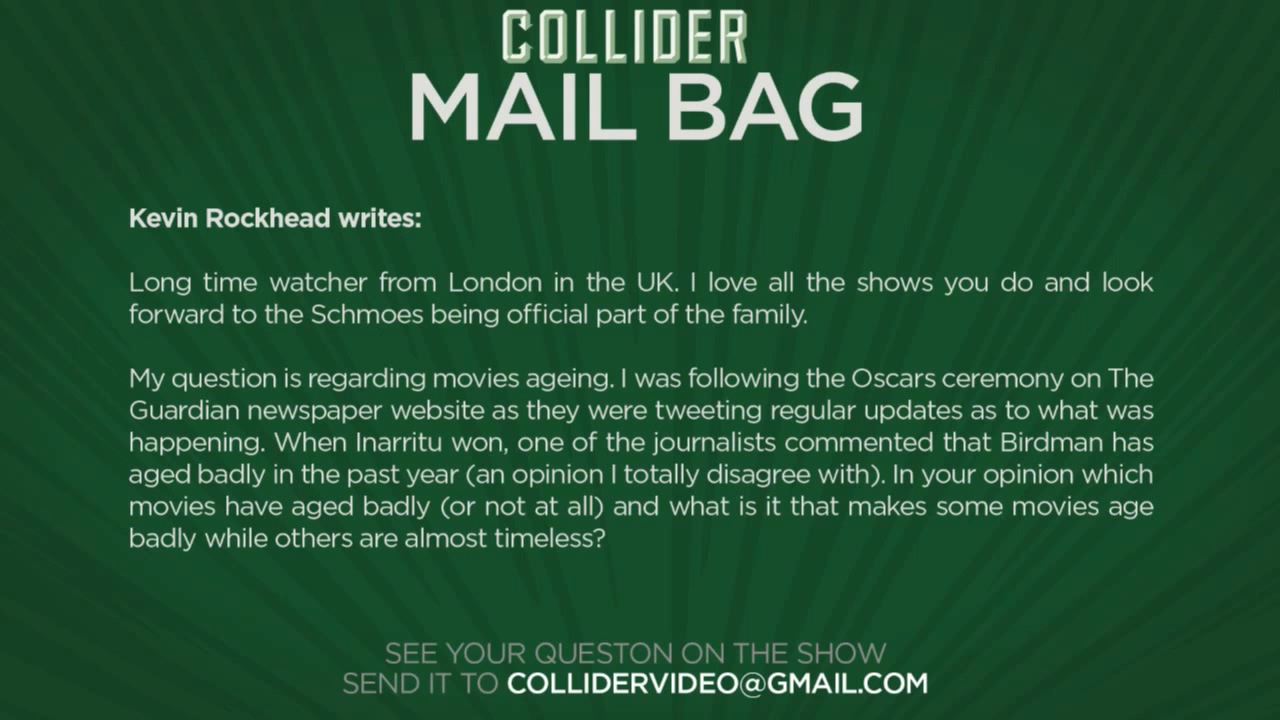 COLLIDER
MAIL BAG
Kevin Rockhead writes:
Long time watcher from London in the UK. I love all the shows you do and look
forward to the Schmoes being official part of the family.
My question is regarding movies ageing. I was following the Oscars ceremony on The
Guardian newspaper website as they were tweeting regular updates as to what was
happening. When Inarritu won, one of the journalists commented that Birdman has
aged badly in the past year (an opinion I totally disagree with). In your opinion which
movies have aged badly (or not at all) and what is it that makes some movies age
badly while others are almost timeless?
SEE YOUR QUESTON ON THE SHOW
SEND IT TO COLLIDERVIDEO@GMAIL.COM